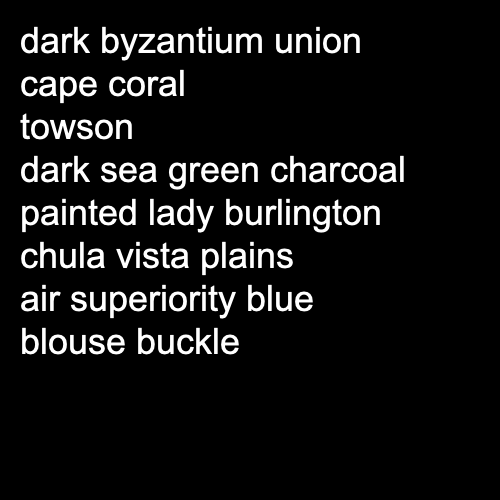 dark byzantium union
cape coral
towson
dark sea green charcoal
painted lady burlington
chula vista plains
air superiority blue
blouse buckle